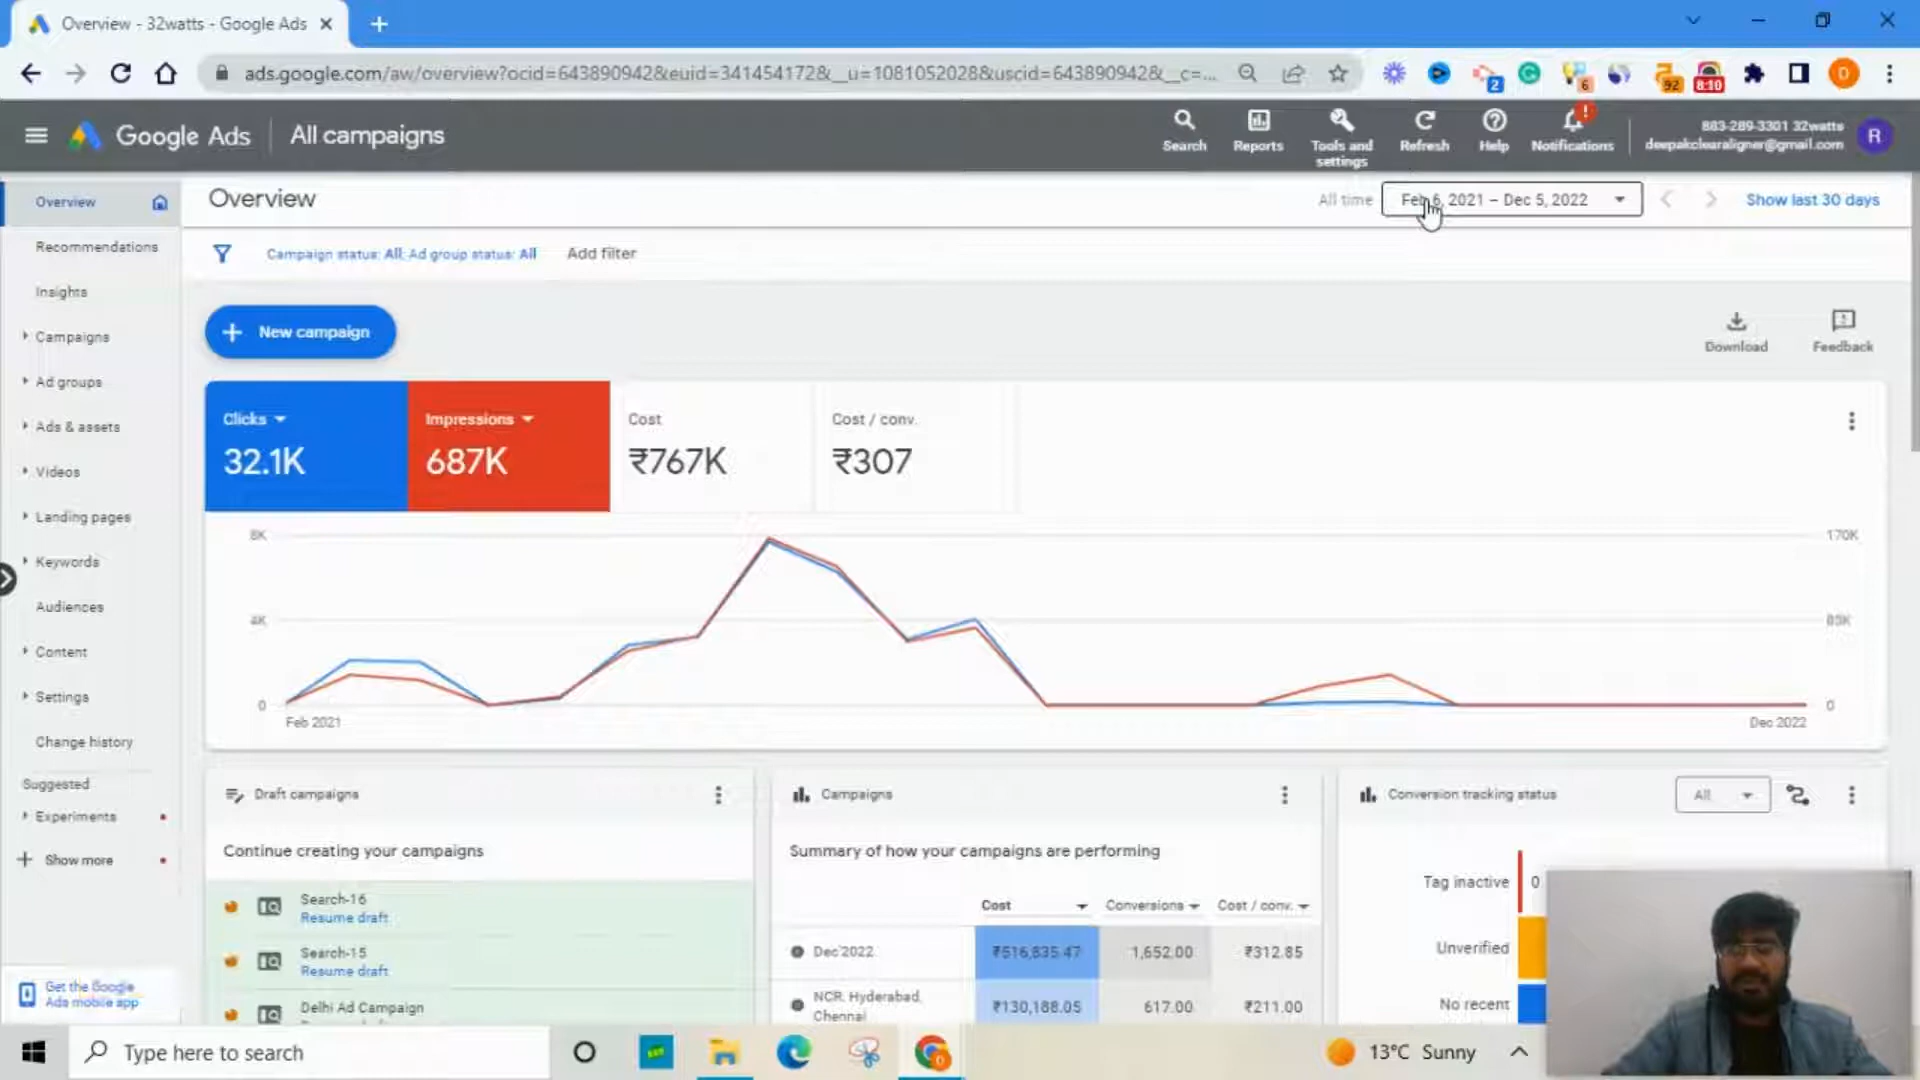 Overview - 32watts - Google Ads
ads.google.com/aw/overview?ocid=643890942&euid=341454172&__u=1081052028&uscid=643890942&__c=...
2
6
92
8:10
D
Google Ads
All campaigns
Search
Reports
Tools and settings
Refresh
Help
Notifications
883-289-3301 32watts
deepakclearaligner@gmail.com
R
Overview
Recommendations
Insights
Campaigns
Ad groups
Ads & assets
Videos
Landing pages
Keywords
Audiences
Content
Settings
Change history
Suggested
Experiments
Show more
Get the Google
Ads mobile app
Overview
All time
Feb 6, 2021 – Dec 5, 2022
Show last 30 days
Campaign status: All; Ad group status: All
Add filter
New campaign
Download
Feedback
Clicks
32.1K
Impressions
687K
Cost
₹767K
Cost / conv.
₹307
8K
4K
0
170K
85K
0
Feb 2021
Dec 2022
Draft campaigns
Continue creating your campaigns
Search-16
Resume draft
Search-15
Resume draft
Delhi Ad Campaign
Campaigns
Summary of how your campaigns are performing
Cost
Conversions
Cost / conv.
Dec'2022
₹516,835.47
1,652.00
₹312.85
NCR, Hyderabad,
Chennai
₹130,188.05
617.00
₹211.00
Conversion tracking status
All
Tag inactive
0
Unverified
No recent
Type here to search
13°C Sunny